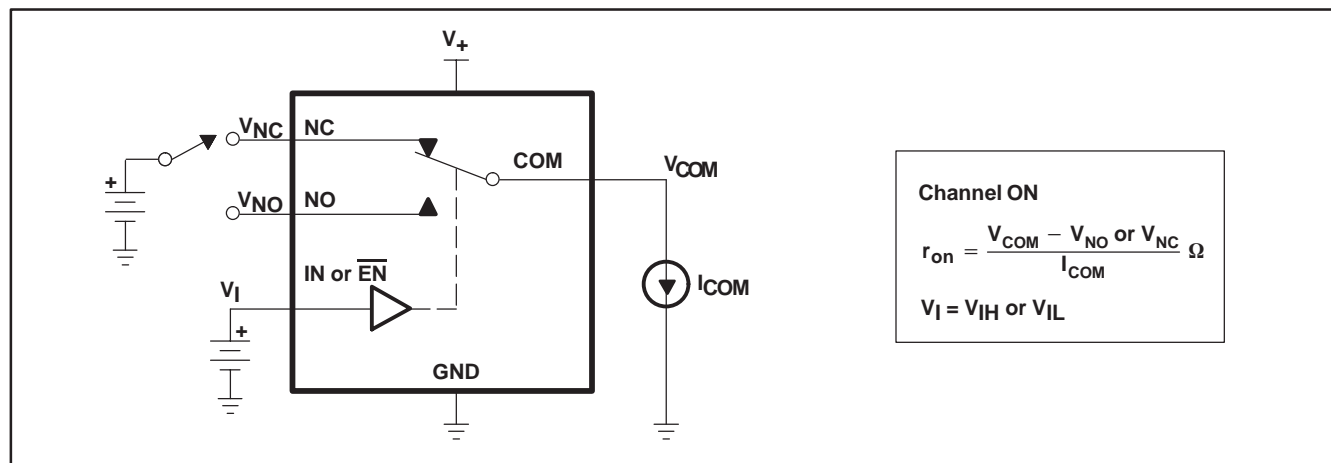 V+
VNC NC
COM
VCOM
+
VNO NO
IN or E̅N̅
VI
ICOM
+
GND
Channel ON
ron = VCOM − VNO or VNC / ICOM Ω
VI = VIH or VIL